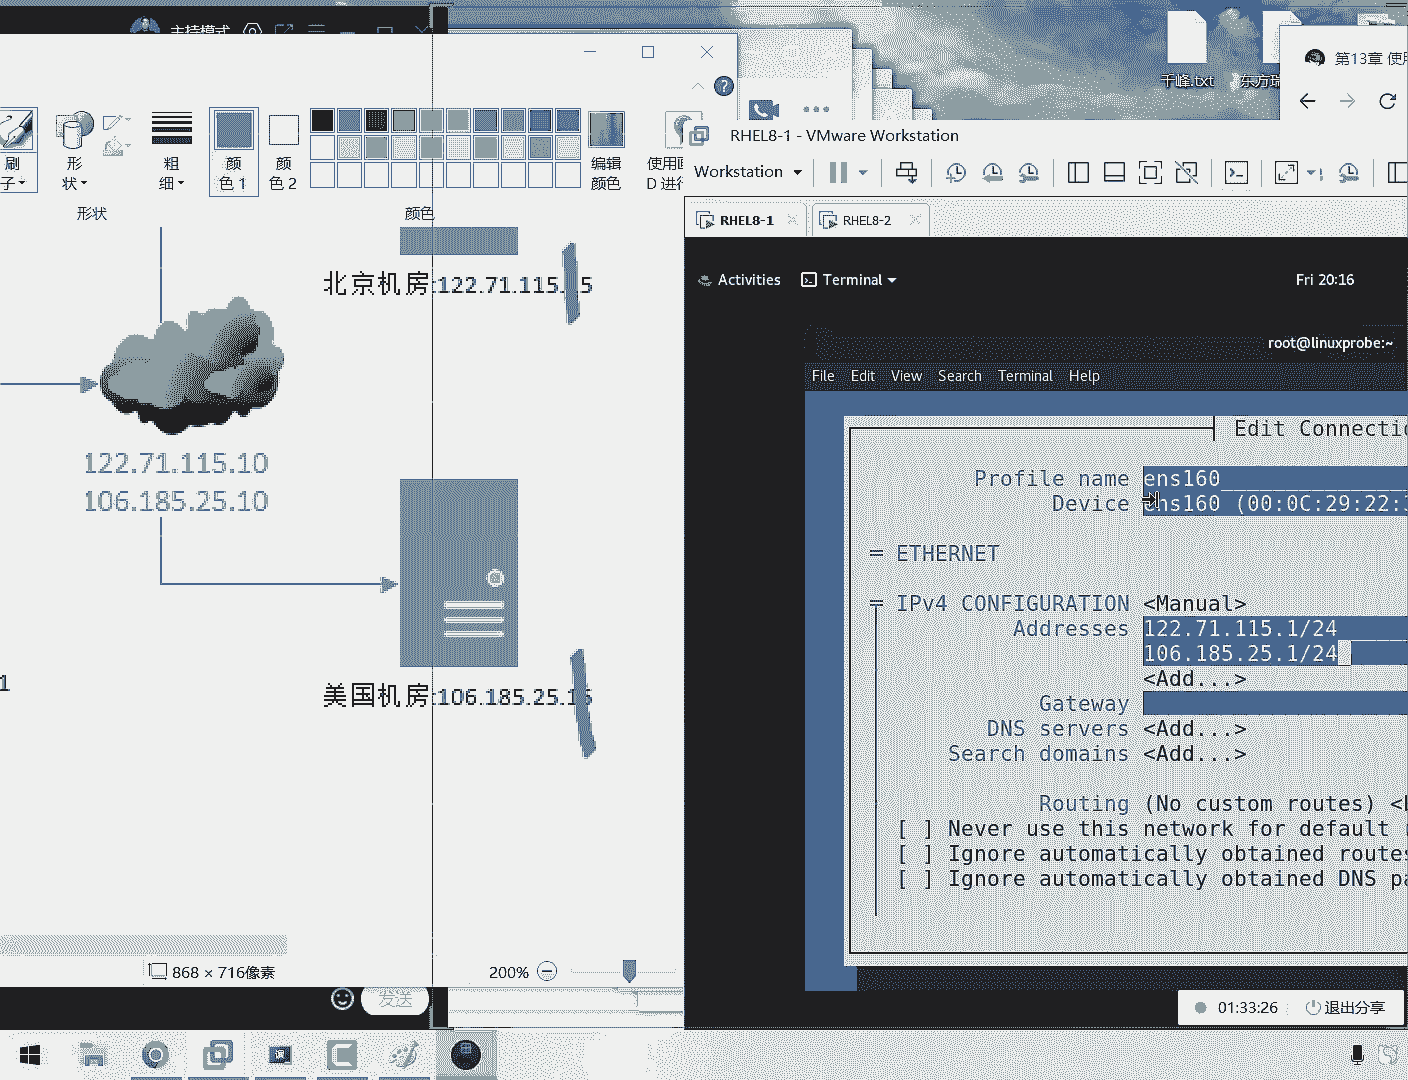 主持模式
千峰.txt
东方瑞
第13章 使用
刷
子
形
状
粗
细
颜
色 1
颜
色 2
编辑
颜色
使用画
D 进行
形状
颜色
北京机房:122.71.115.15
122.71.115.10
106.185.25.10
美国机房:106.185.25.15
1
868 × 716像素
200%
发送
RHEL8-1 - VMware Workstation
Workstation
RHEL8-1
RHEL8-2
Activities
Terminal
Fri 20:16
root@linuxprobe:~
File Edit View Search Terminal Help
Edit Connectio
Profile name ens160
Device ens160 (00:0C:29:22:3
= ETHERNET
= IPv4 CONFIGURATION <Manual>
Addresses 122.71.115.1/24
106.185.25.1/24
<Add...>
Gateway
DNS servers <Add...>
Search domains <Add...>
Routing (No custom routes) <
[ ] Never use this network for default
[ ] Ignore automatically obtained routes
[ ] Ignore automatically obtained DNS pa
01:33:26
退出分享